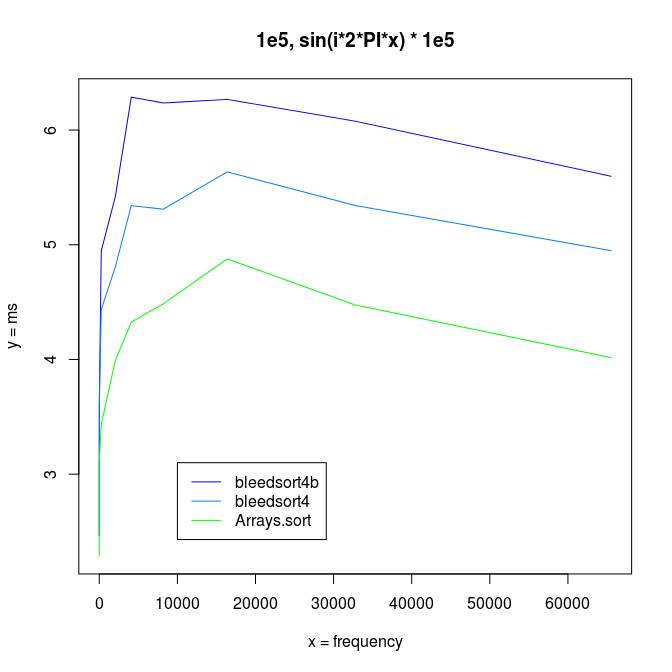 1e5, sin(i*2*PI*x) * 1e5
6
5
4
3
y = ms
bleedsort4b
bleedsort4
Arrays.sort
0 10000 20000 30000 40000 50000 60000
x = frequency